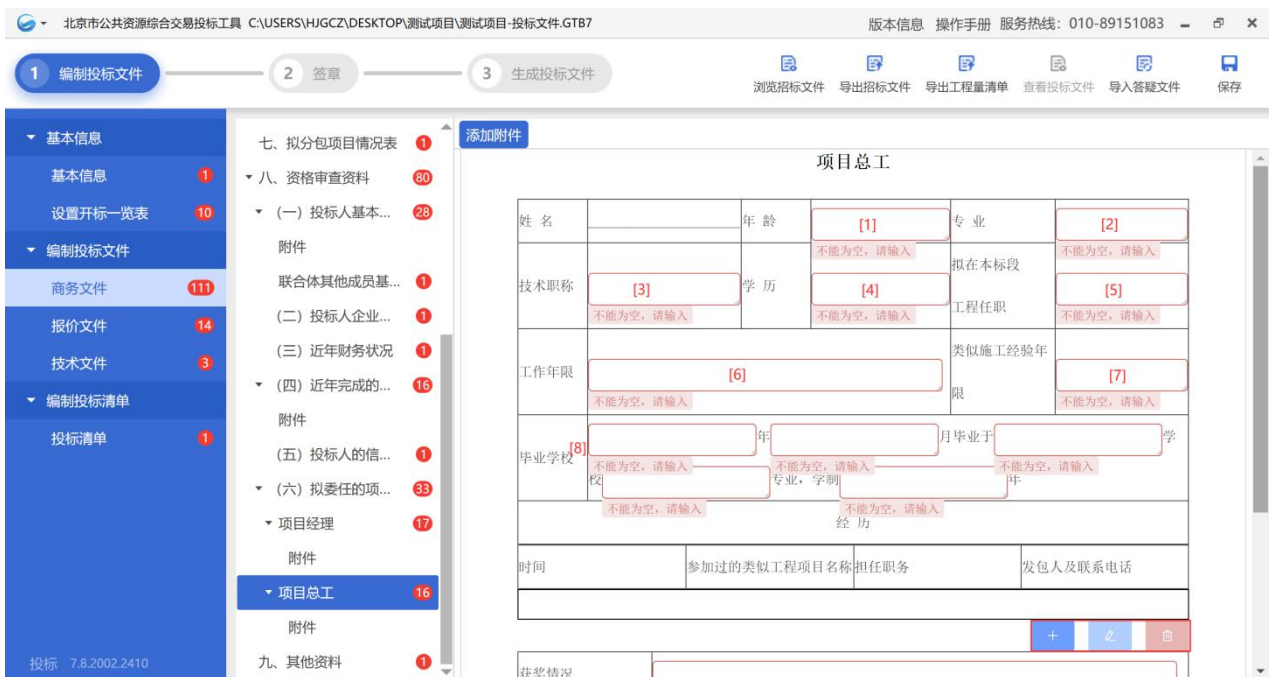 北京市公共资源综合交易投标工具 C:\USERS\HJGCZ\DESKTOP\测试项目\测试项目-投标文件.GTB7 版本信息 操作手册 服务热线：010-89151083
1 编制投标文件 2 签章 3 生成投标文件
浏览招标文件 导出招标文件 导出工程量清单 查看投标文件 导入答疑文件 保存
基本信息
基本信息 1
设置开标一览表 10
编制投标文件
商务文件 111
报价文件 14
技术文件 3
编制投标清单
投标清单 1
投标 7.8.2002.2410
七、拟分包项目情况表 1
八、资格审查资料 80
（一）投标人基本... 28
附件
联合体其他成员基... 1
（二）投标人企业... 1
（三）近年财务状况 1
（四）近年完成的... 16
附件
（五）投标人的信... 1
（六）拟委任的项... 33
项目经理 17
附件
项目总工 16
附件
九、其他资料 1
添加附件
项目总工
姓 名 年 龄 [1] 专 业 [2]
不能为空，请输入 不能为空，请输入
技术职称 [3] 学 历 [4] 拟在本标段
工程任职 [5]
不能为空，请输入 不能为空，请输入 不能为空，请输入
工作年限 [6] 类似施工经验年
限 [7]
不能为空，请输入 不能为空，请输入
毕业学校 [8] 年 月毕业于 学
不能为空，请输入 不能为空，请输入 不能为空，请输入
校 专业，学制 年
不能为空，请输入 不能为空，请输入
经 历
时间 参加过的类似工程项目名称 担任职务 发包人及联系电话
获奖情况